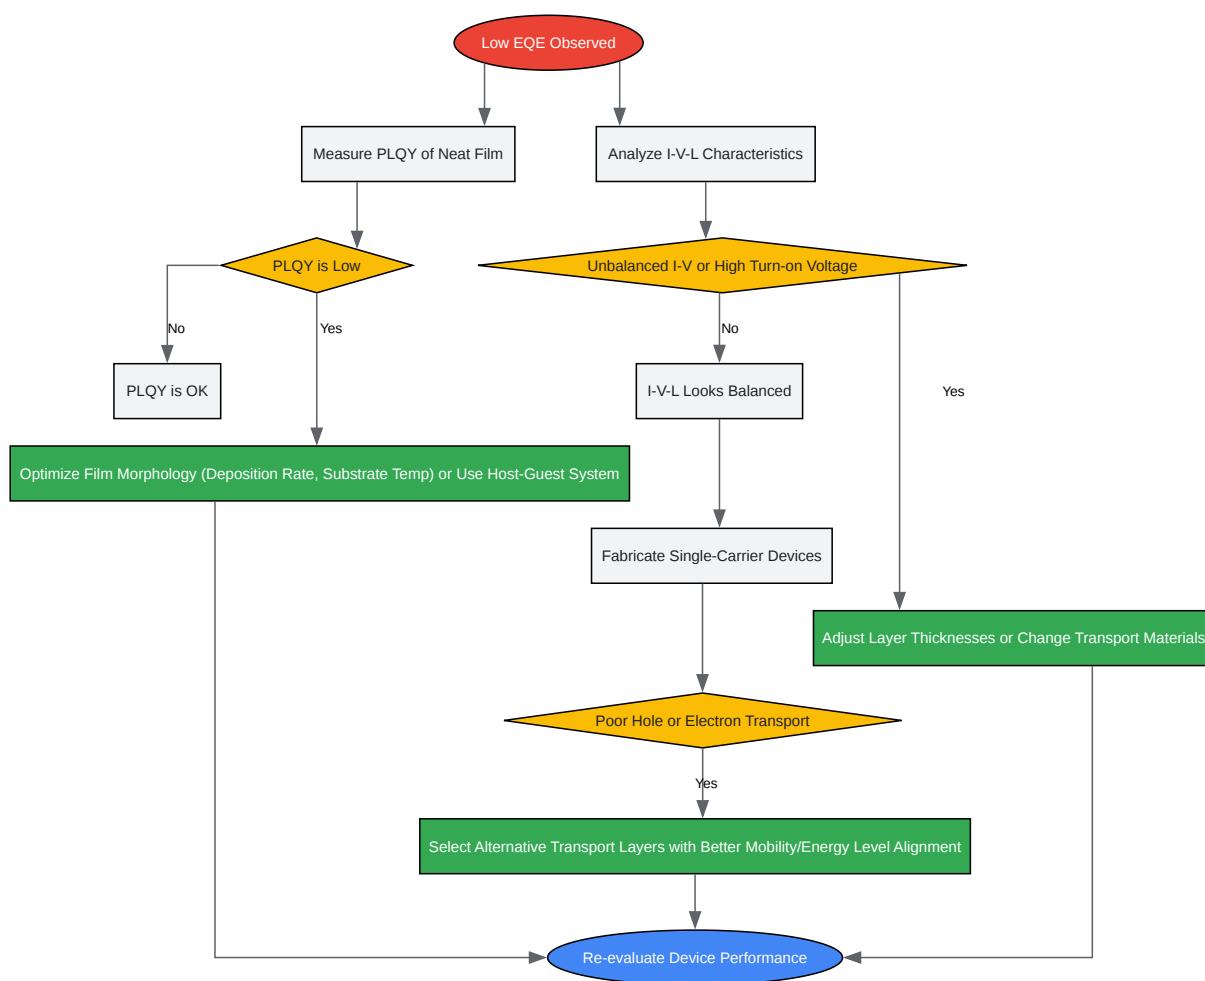 Low EQE Observed
Measure PLQY of Neat Film
Analyze I-V-L Characteristics
PLQY is Low
Unbalanced I-V or High Turn-on Voltage
No
Yes
No
PLQY is OK
I-V-L Looks Balanced
Yes
Optimize Film Morphology (Deposition Rate, Substrate Temp) or Use Host-Guest System
Fabricate Single-Carrier Devices
Adjust Layer Thicknesses or Change Transport Materials
Poor Hole or Electron Transport
Yes
Select Alternative Transport Layers with Better Mobility/Energy Level Alignment
Re-evaluate Device Performance